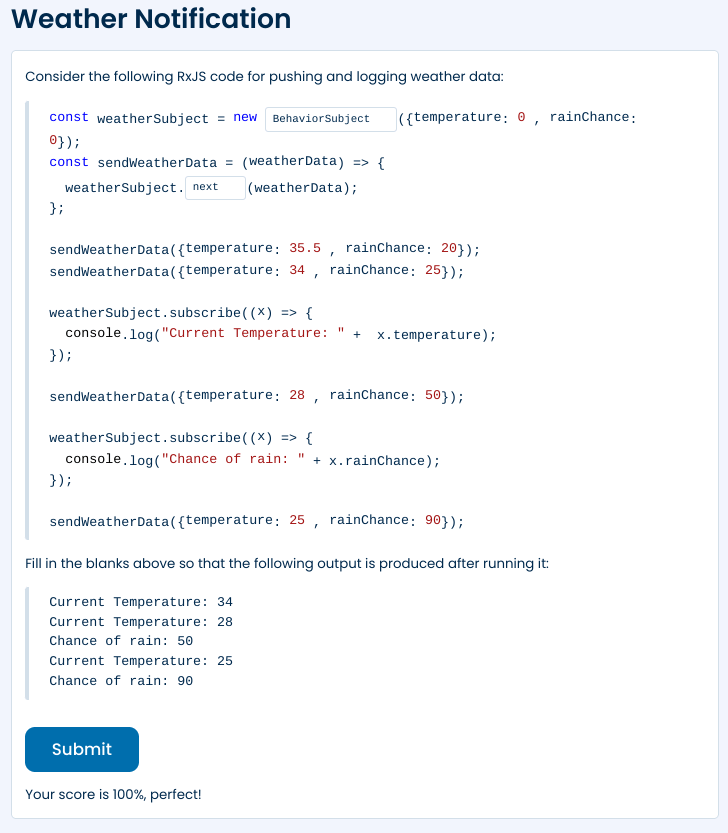 Weather Notification
Consider the following RxJS code for pushing and logging weather data:
const weatherSubject = new BehaviorSubject ({temperature: 0 , rainChance:
0});
const sendWeatherData = (weatherData) => {
weatherSubject. next (weatherData);
};
sendWeatherData({temperature: 35.5 , rainChance: 20});
sendWeatherData({temperature: 34 , rainChance: 25});
weatherSubject.subscribe((x) => {
console.log("Current Temperature: " +  x.temperature);
});
sendWeatherData({temperature: 28 , rainChance: 50});
weatherSubject.subscribe((x) => {
console.log("Chance of rain: " + x.rainChance);
});
sendWeatherData({temperature: 25 , rainChance: 90});
Fill in the blanks above so that the following output is produced after running it:
Current Temperature: 34
Current Temperature: 28
Chance of rain: 50
Current Temperature: 25
Chance of rain: 90
Submit
Your score is 100%, perfect!